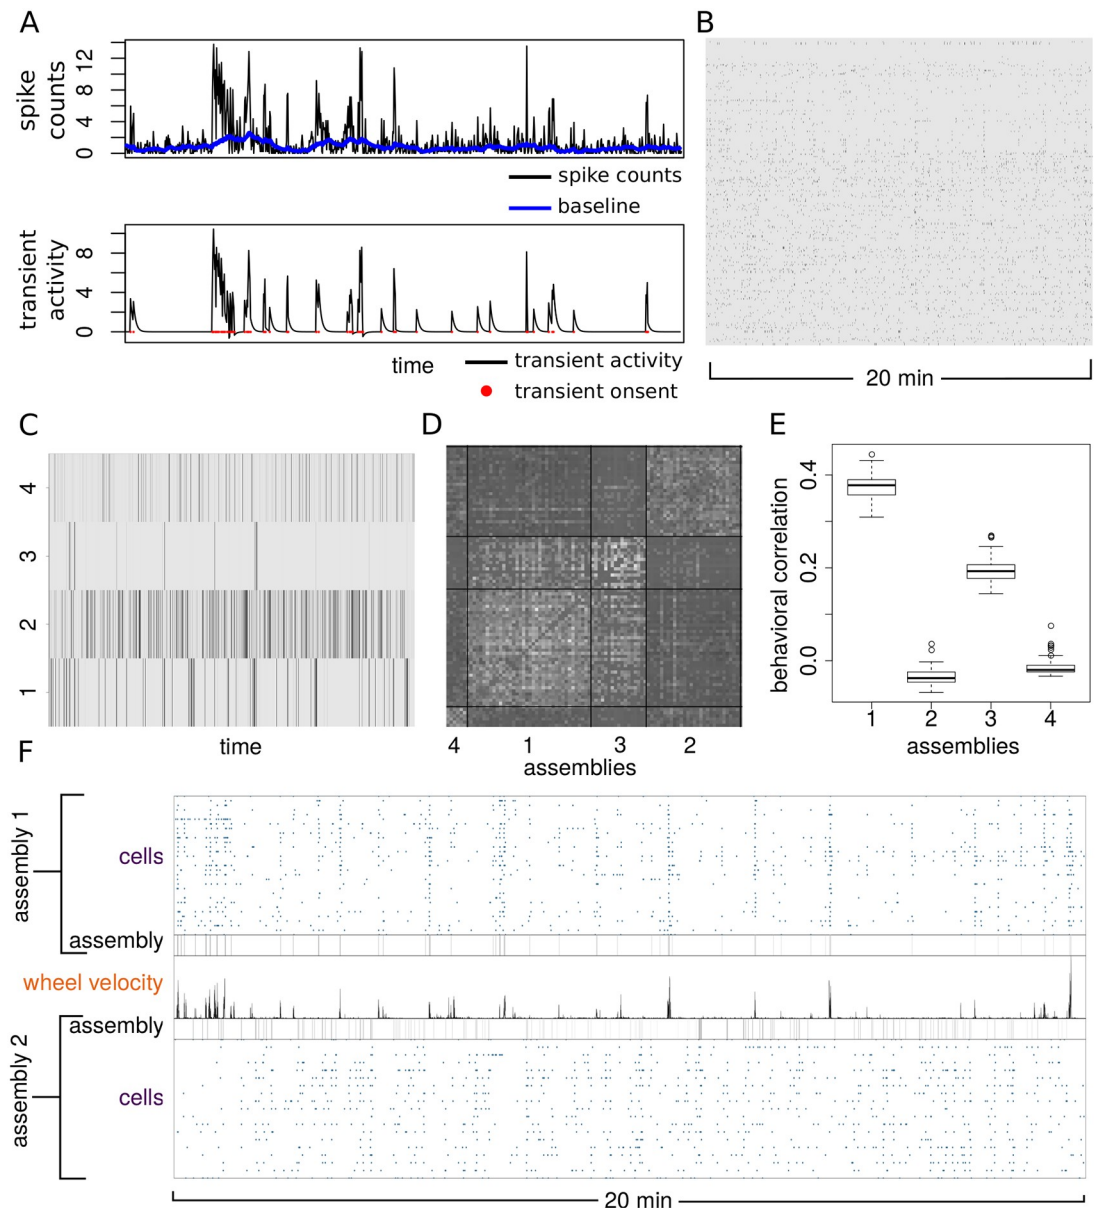 A
spike
counts
0
4
8
12
spike counts
baseline
transient
activity
0
4
8
time
transient activity
transient onsent
B
20 min
C
4
3
2
1
time
D
4 1 3 2
assemblies
E
behavioral correlation
0.0
0.2
0.4
1 2 3 4
assemblies
F
assembly 1
cells
assembly
wheel velocity
assembly
assembly 2
cells
20 min